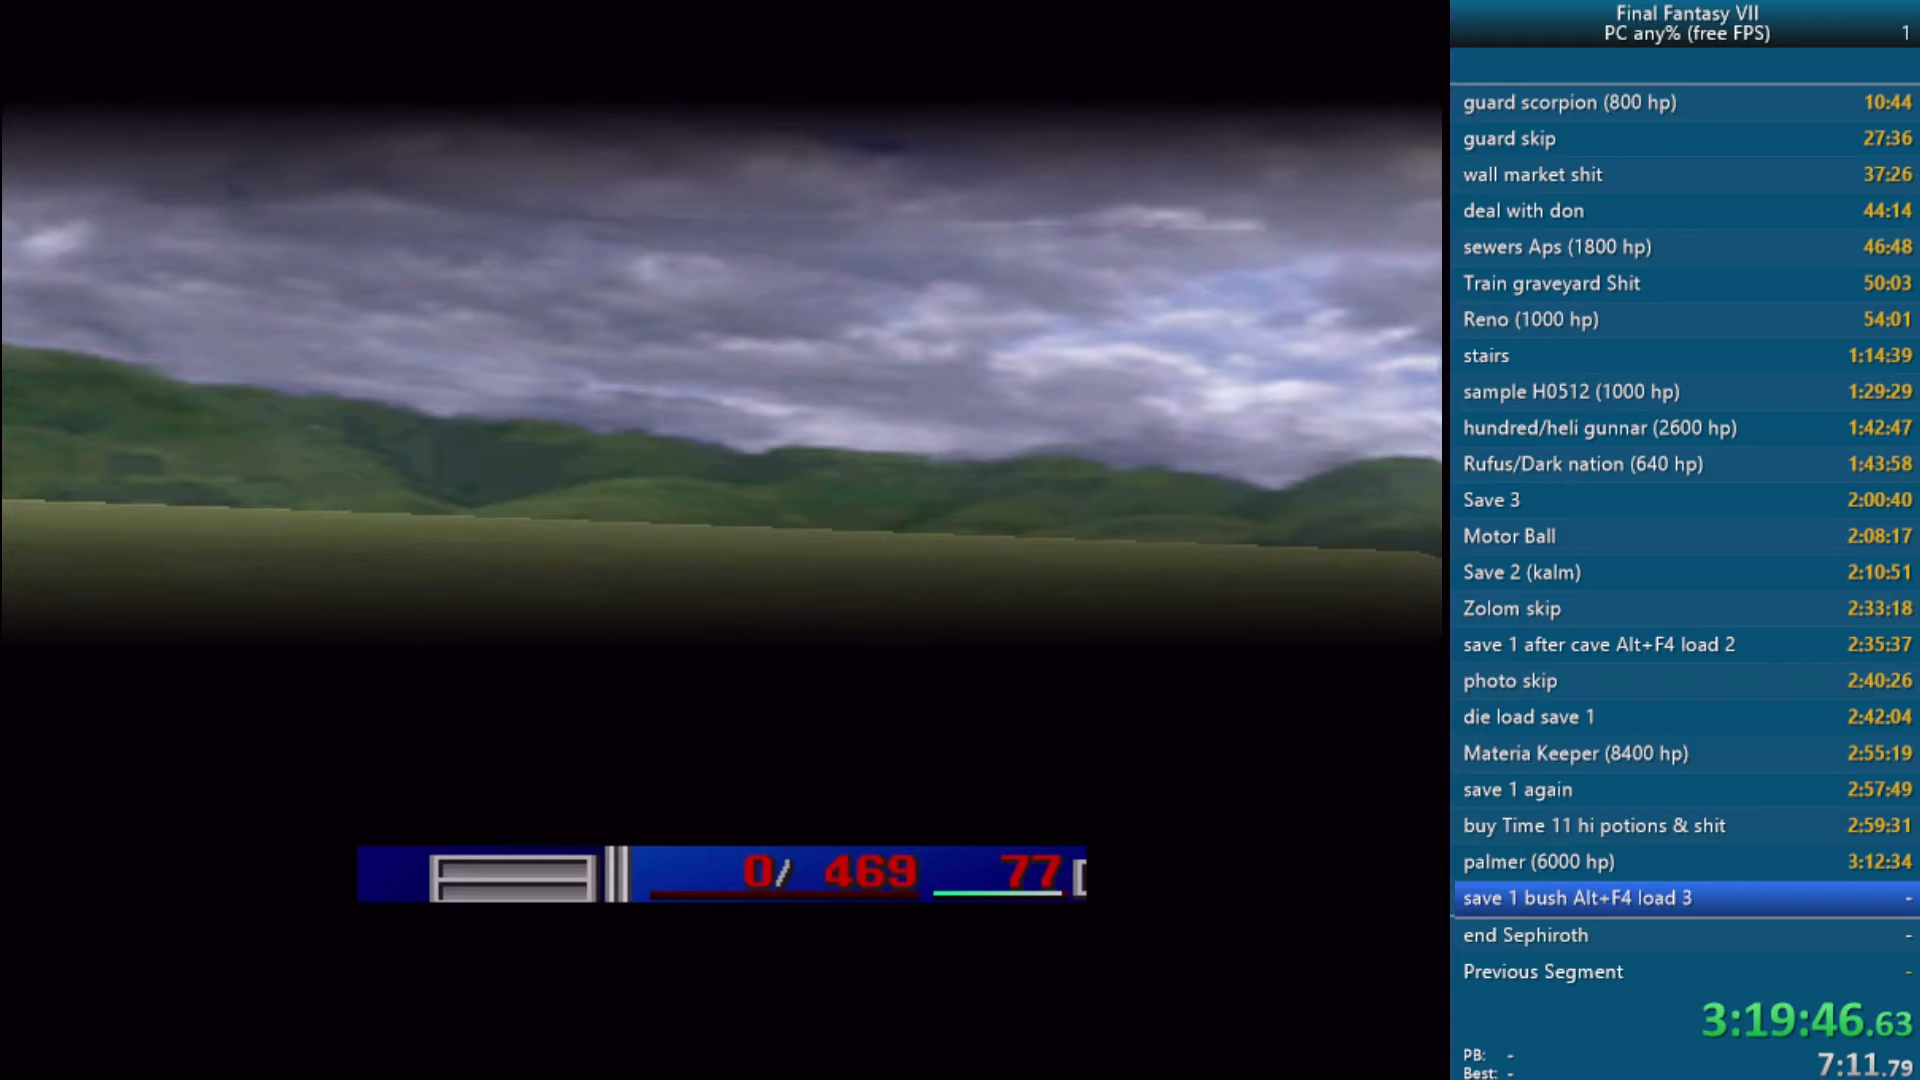 Final Fantasy VII
PC any% (free FPS) 1
guard scorpion (800 hp) 10:44
guard skip 27:36
wall market shit 37:26
deal with don 44:14
sewers Aps (1800 hp) 46:48
Train graveyard Shit 50:03
Reno (1000 hp) 54:01
stairs 1:14:39
sample H0512 (1000 hp) 1:29:29
hundred/heli gunnar (2600 hp) 1:42:47
Rufus/Dark nation (640 hp) 1:43:58
Save 3 2:00:40
Motor Ball 2:08:17
Save 2 (kalm) 2:10:51
Zolom skip 2:33:18
save 1 after cave Alt+F4 load 2 2:35:37
photo skip 2:40:26
die load save 1 2:42:04
Materia Keeper (8400 hp) 2:55:19
save 1 again 2:57:49
buy Time 11 hi potions & shit 2:59:31
palmer (6000 hp) 3:12:34
save 1 bush Alt+F4 load 3 -
end Sephiroth -
Previous Segment -
3:19:46.63
PB: -
Best: - 7:11.79
0/ 469 77